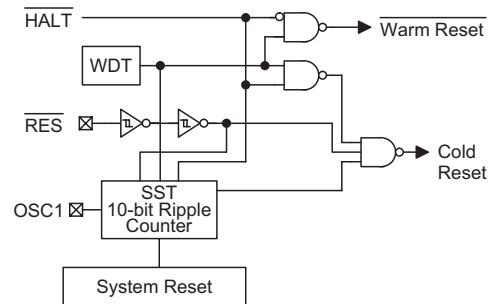 HALT
Warm Reset
WDT
RES
Cold
Reset
SST
10-bit Ripple
Counter
OSC1
System Reset